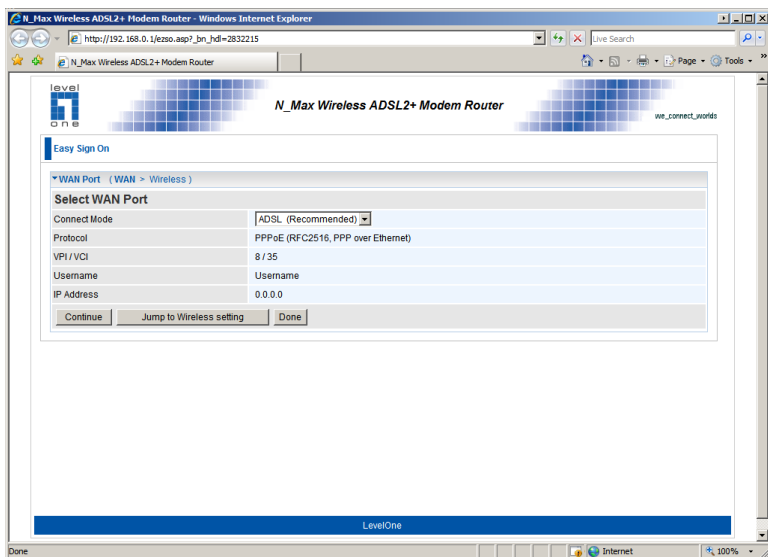 N_Max Wireless ADSL2+ Modem Router - Windows Internet Explorer
http://192.168.0.1/ezso.asp?_bn_hdl=2832215
Live Search
N_Max Wireless ADSL2+ Modem Router
Page
Tools
»
level
one
N_Max Wireless ADSL2+ Modem Router
we_connect_worlds
Easy Sign On
WAN Port ( WAN > Wireless )
Select WAN Port
Connect Mode ADSL (Recommended)
Protocol PPPoE (RFC2516, PPP over Ethernet)
VPI / VCI 8 / 35
Username Username
IP Address 0.0.0.0
Continue Jump to Wireless setting Done
LevelOne
Done Internet 100%